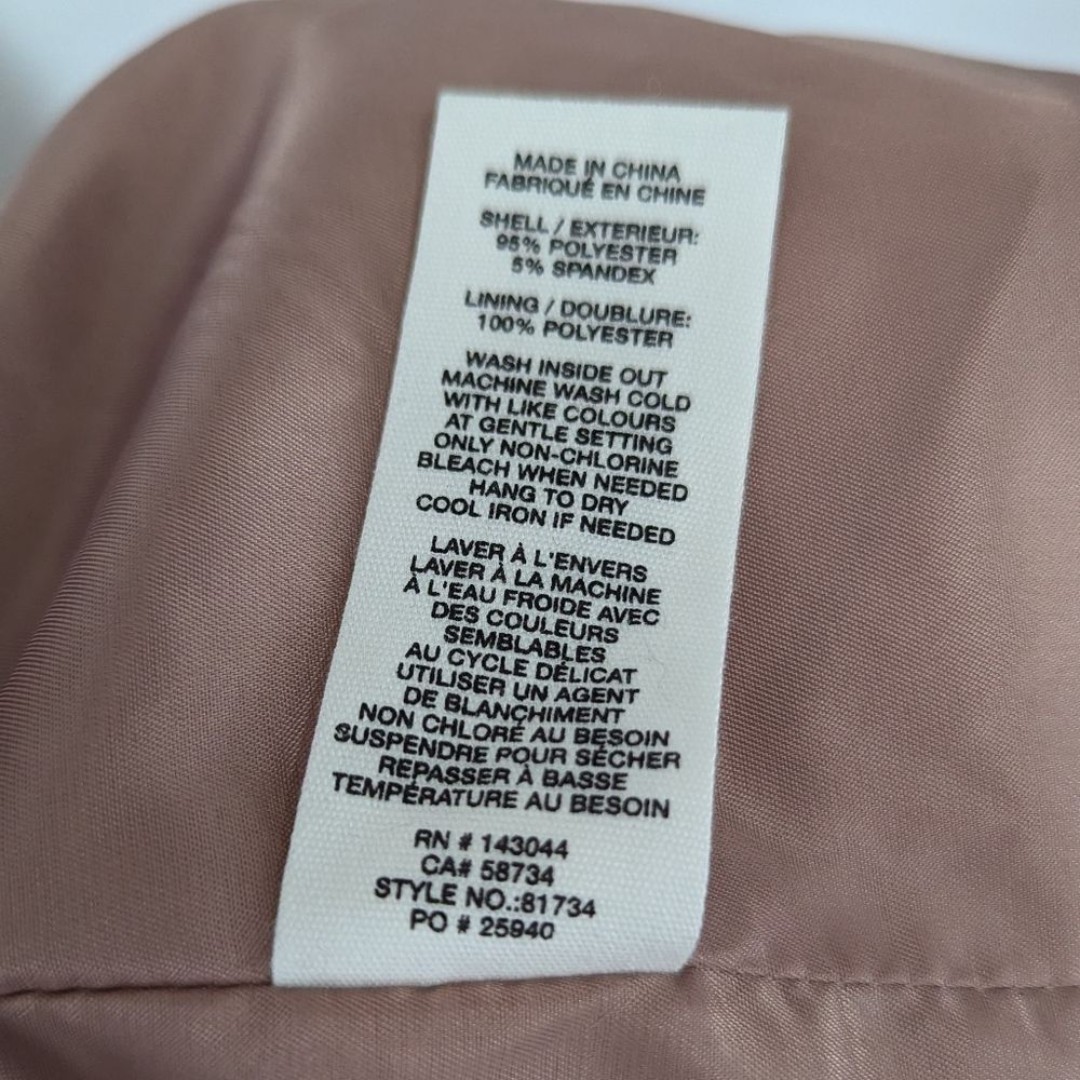 MADE IN CHINA
FABRIQUÉ EN CHINE
SHELL / EXTERIEUR:
95% POLYESTER
5% SPANDEX
LINING / DOUBLURE:
100% POLYESTER
WASH INSIDE OUT
MACHINE WASH COLD
WITH LIKE COLOURS
AT GENTLE SETTING
ONLY NON-CHLORINE
BLEACH WHEN NEEDED
HANG TO DRY
COOL IRON IF NEEDED
LAVER À L'ENVERS
LAVER À LA MACHINE
À L'EAU FROIDE AVEC
DES COULEURS
SEMBLABLES
AU CYCLE DÉLICAT
UTILISER UN AGENT
DE BLANCHIMENT
NON CHLORÉ AU BESOIN
SUSPENDRE POUR SÉCHER
REPASSER À BASSE
TEMPÉRATURE AU BESOIN
RN # 143044
CA# 58734
STYLE NO.:81734
PO # 25940